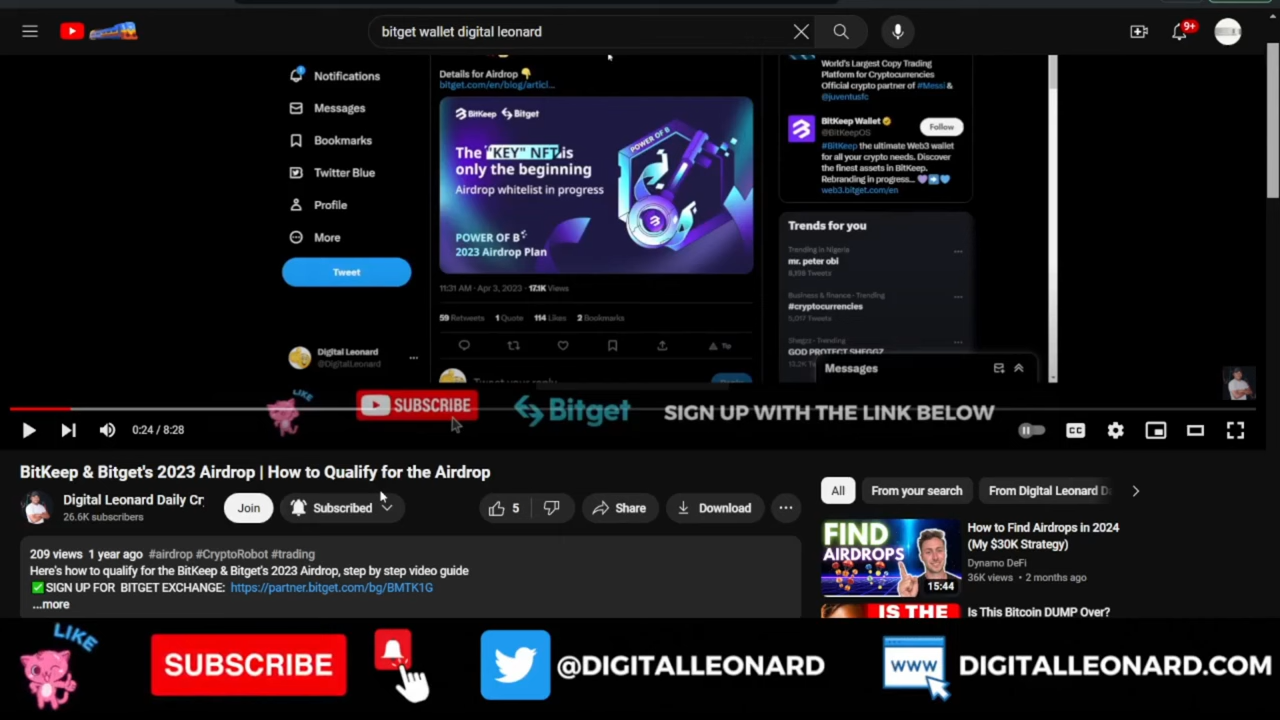 bitget wallet digital leonard
9+
Notifications
Messages
Bookmarks
Twitter Blue
Profile
More
Tweet
Digital Leonard
@DigitalLeonard
Details for Airdrop
bitget.com/en/blog/articl...
BitKeep Bitget
The "KEY" NFT is
only the beginning
Airdrop whitelist in progress
POWER OF B
2023 Airdrop Plan
POWER OF B
11:31 AM · Apr 3, 2023 · 17.1K Views
59 Retweets 1 Quote 114 Likes 2 Bookmarks
Tip
Tweet your reply
World's Largest Copy Trading
Platform for Cryptocurrencies
Official crypto partner of #Messi &
@juventusfc
BitKeep Wallet
@BitKeepOS
Follow
#BitKeep the ultimate Web3 wallet
for all your crypto needs. Discover
the finest assets in BitKeep.
Rebranding in progress...
web3.bitget.com/en
Trends for you
Trending in Nigeria
mr. peter obi
8,198 Tweets
Business & finance · Trending
#cryptocurrencies
5,017 Tweets
Sheggz · Trending
GOD PROTECT SHEGGZ
Messages
LIKE
SUBSCRIBE
Bitget
SIGN UP WITH THE LINK BELOW
0:24 / 8:28
CC
BitKeep & Bitget's 2023 Airdrop | How to Qualify for the Airdrop
Digital Leonard Daily Cr
26.6K subscribers
Join
Subscribed
5
Share
Download
209 views 1 year ago #airdrop #CryptoRobot #trading
Here's how to qualify for the BitKeep & Bitget's 2023 Airdrop, step by step video guide
✅SIGN UP FOR BITGET EXCHANGE: https://partner.bitget.com/bg/BMTK1G
...more
All
From your search
From Digital Leonard D
FIND
AIRDROPS
15:44
How to Find Airdrops in 2024
(My $30K Strategy)
Dynamo DeFi
36K views · 2 months ago
IS THE
Is This Bitcoin DUMP Over?
LIKE
SUBSCRIBE
@DIGITALLEONARD
WWW
DIGITALLEONARD.COM